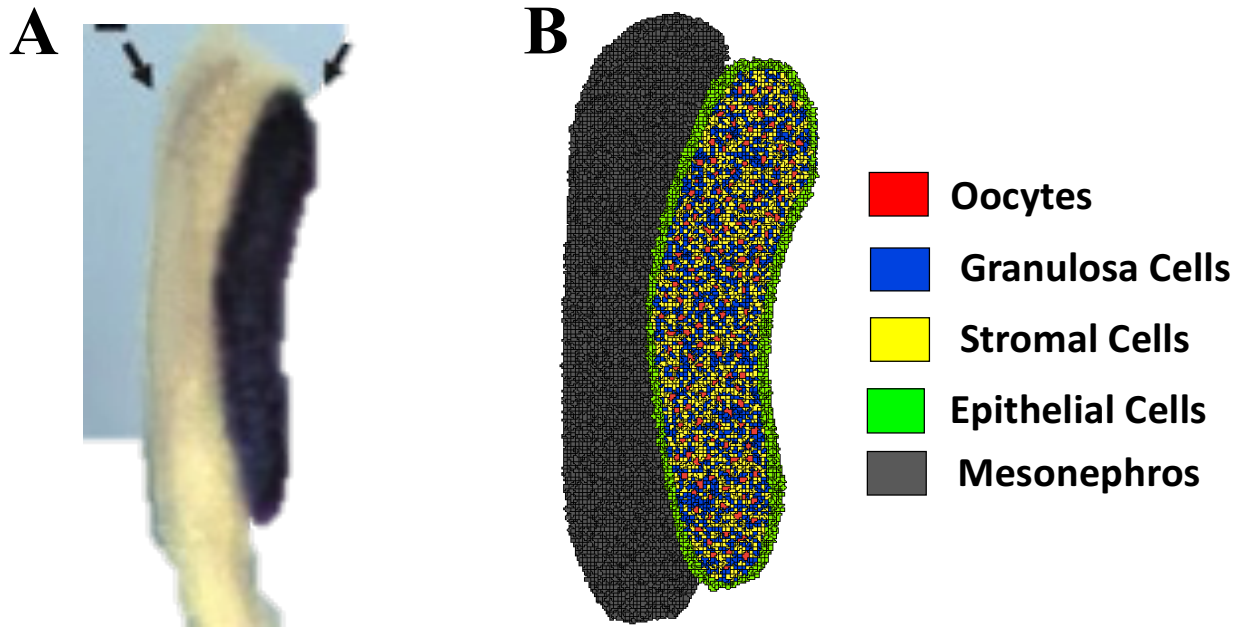 A
B
Oocytes
Granulosa Cells
Stromal Cells
Epithelial Cells
Mesonephros